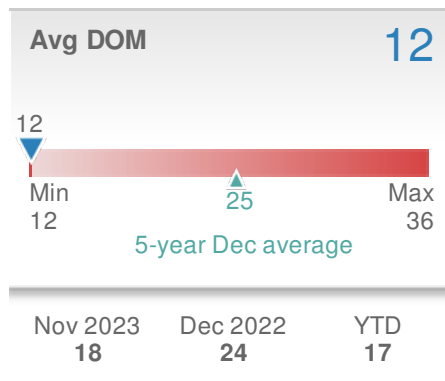 Avg DOM 12
12
Min 25 Max
12 36
5-year Dec average
Nov 2023 Dec 2022 YTD
18 24 17